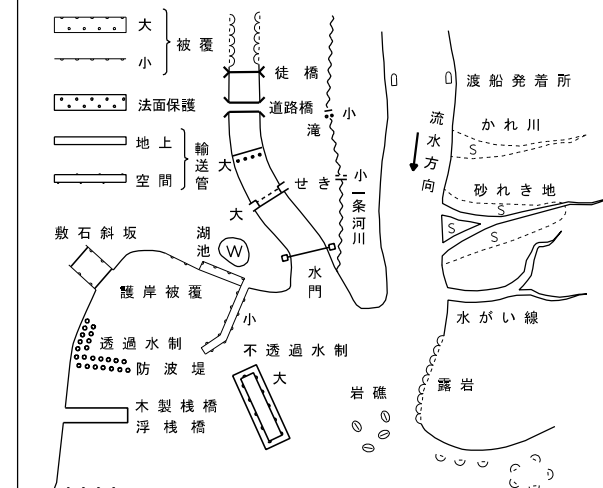 大
小
被覆
法面保護
地上
空間
輸送管
徒橋
道路橋
小
滝
大
せき
小
大
一条河川
水門
渡船発着所
流水方向
かれ川
S
砂れき地
S
S
S
水がい線
露岩
岩礁
敷石斜坂
湖池
W
護岸被覆
小
透過水制
防波堤
不透過水制
大
木製桟橋
浮桟橋